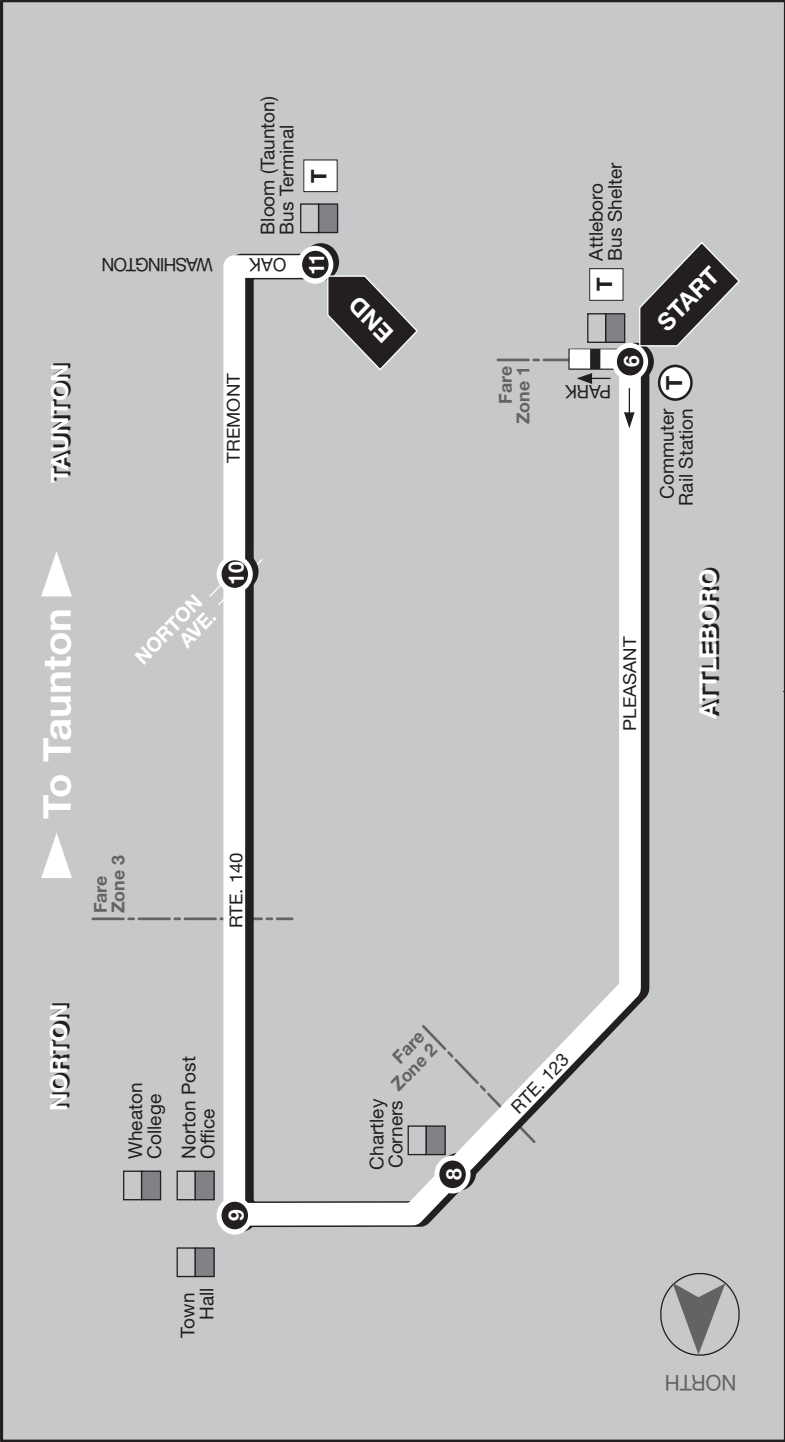 To Taunton
NORTON
TAUNTON
ATTLEBORO
Wheaton
College
Norton Post
Office
Town
Hall
9
Fare
Zone 3
RTE. 140
NORTON
AVE.
10
TREMONT
WASHINGTON
OAK
Bloom (Taunton)
Bus Terminal
T
11
END
Chartley
Corners
8
Fare
Zone 2
RTE. 123
PLEASANT
Fare
Zone 1
PARK
6
Attleboro
Bus Shelter
T
START
Commuter
Rail Station
T
NORTH